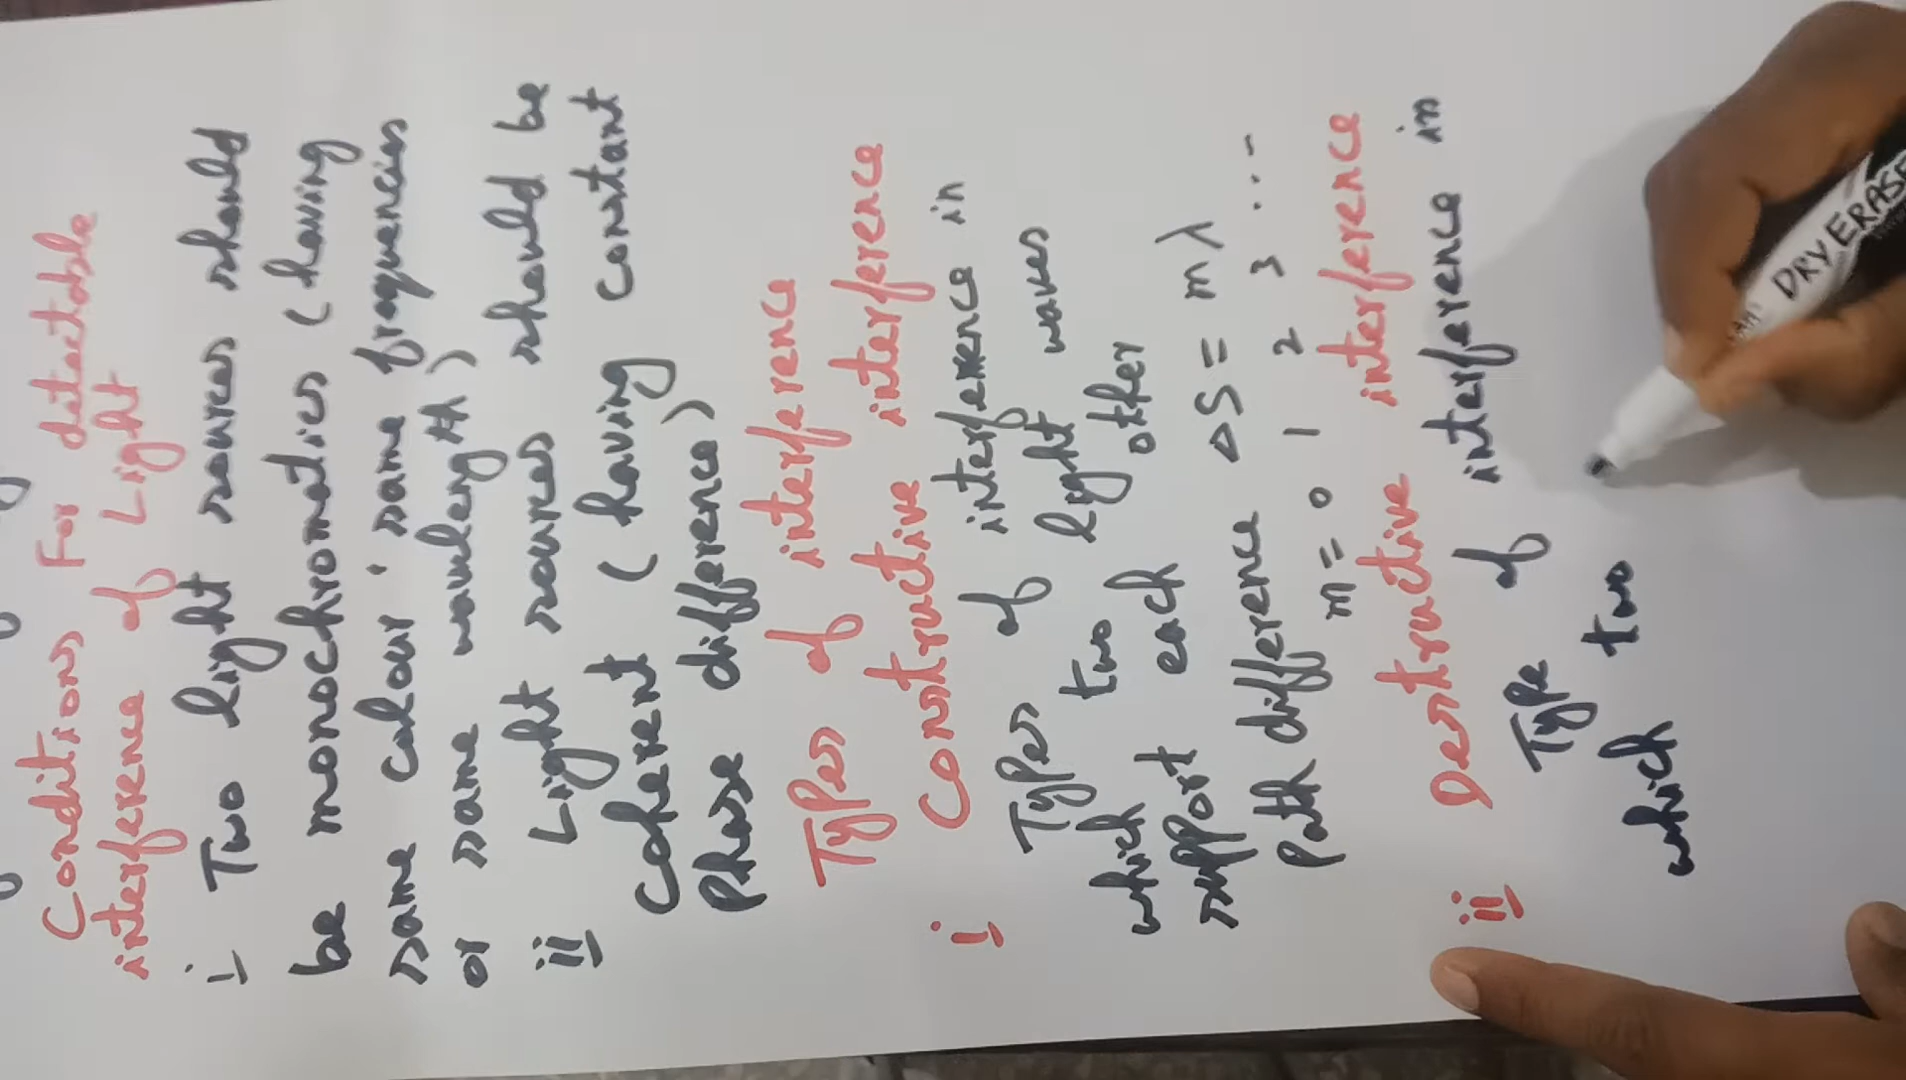 Conditions For detectable
interference of Light
i Two light sources should
be monochromatics (having
same colour, same frequencies
or same wavelength)
ii Light sources should be
Coherent (having constant
Phase difference)
Types of interference
i Constructive interference
Types of interference in
which two light waves
support each other
Path difference ΔS = mλ
m = 0 1 2 3 ...
ii Destructive interference
Type of interference in
which two
DRY ERASE